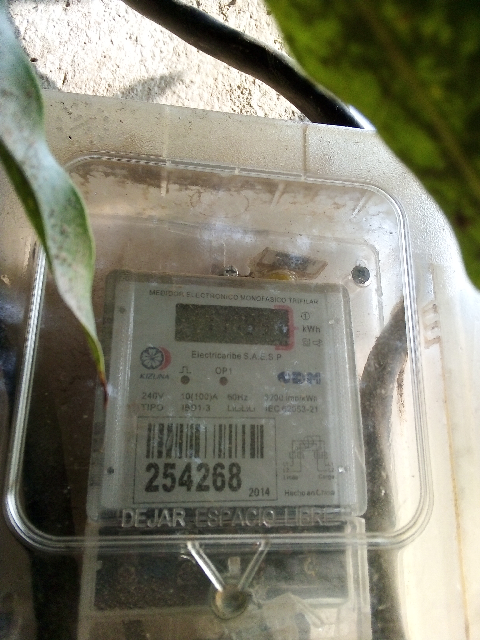 MEDIDOR ELECTRONICO MONOFASICO TRIFILAR
kWh
Electricaribe S.A.E.S.P
KIZUNA
OP1
240V 10(100)A 60Hz
TIPO
IEC 62053-21
254268
2014
Hecho en China
DEJAR ESPACIO LIBRE